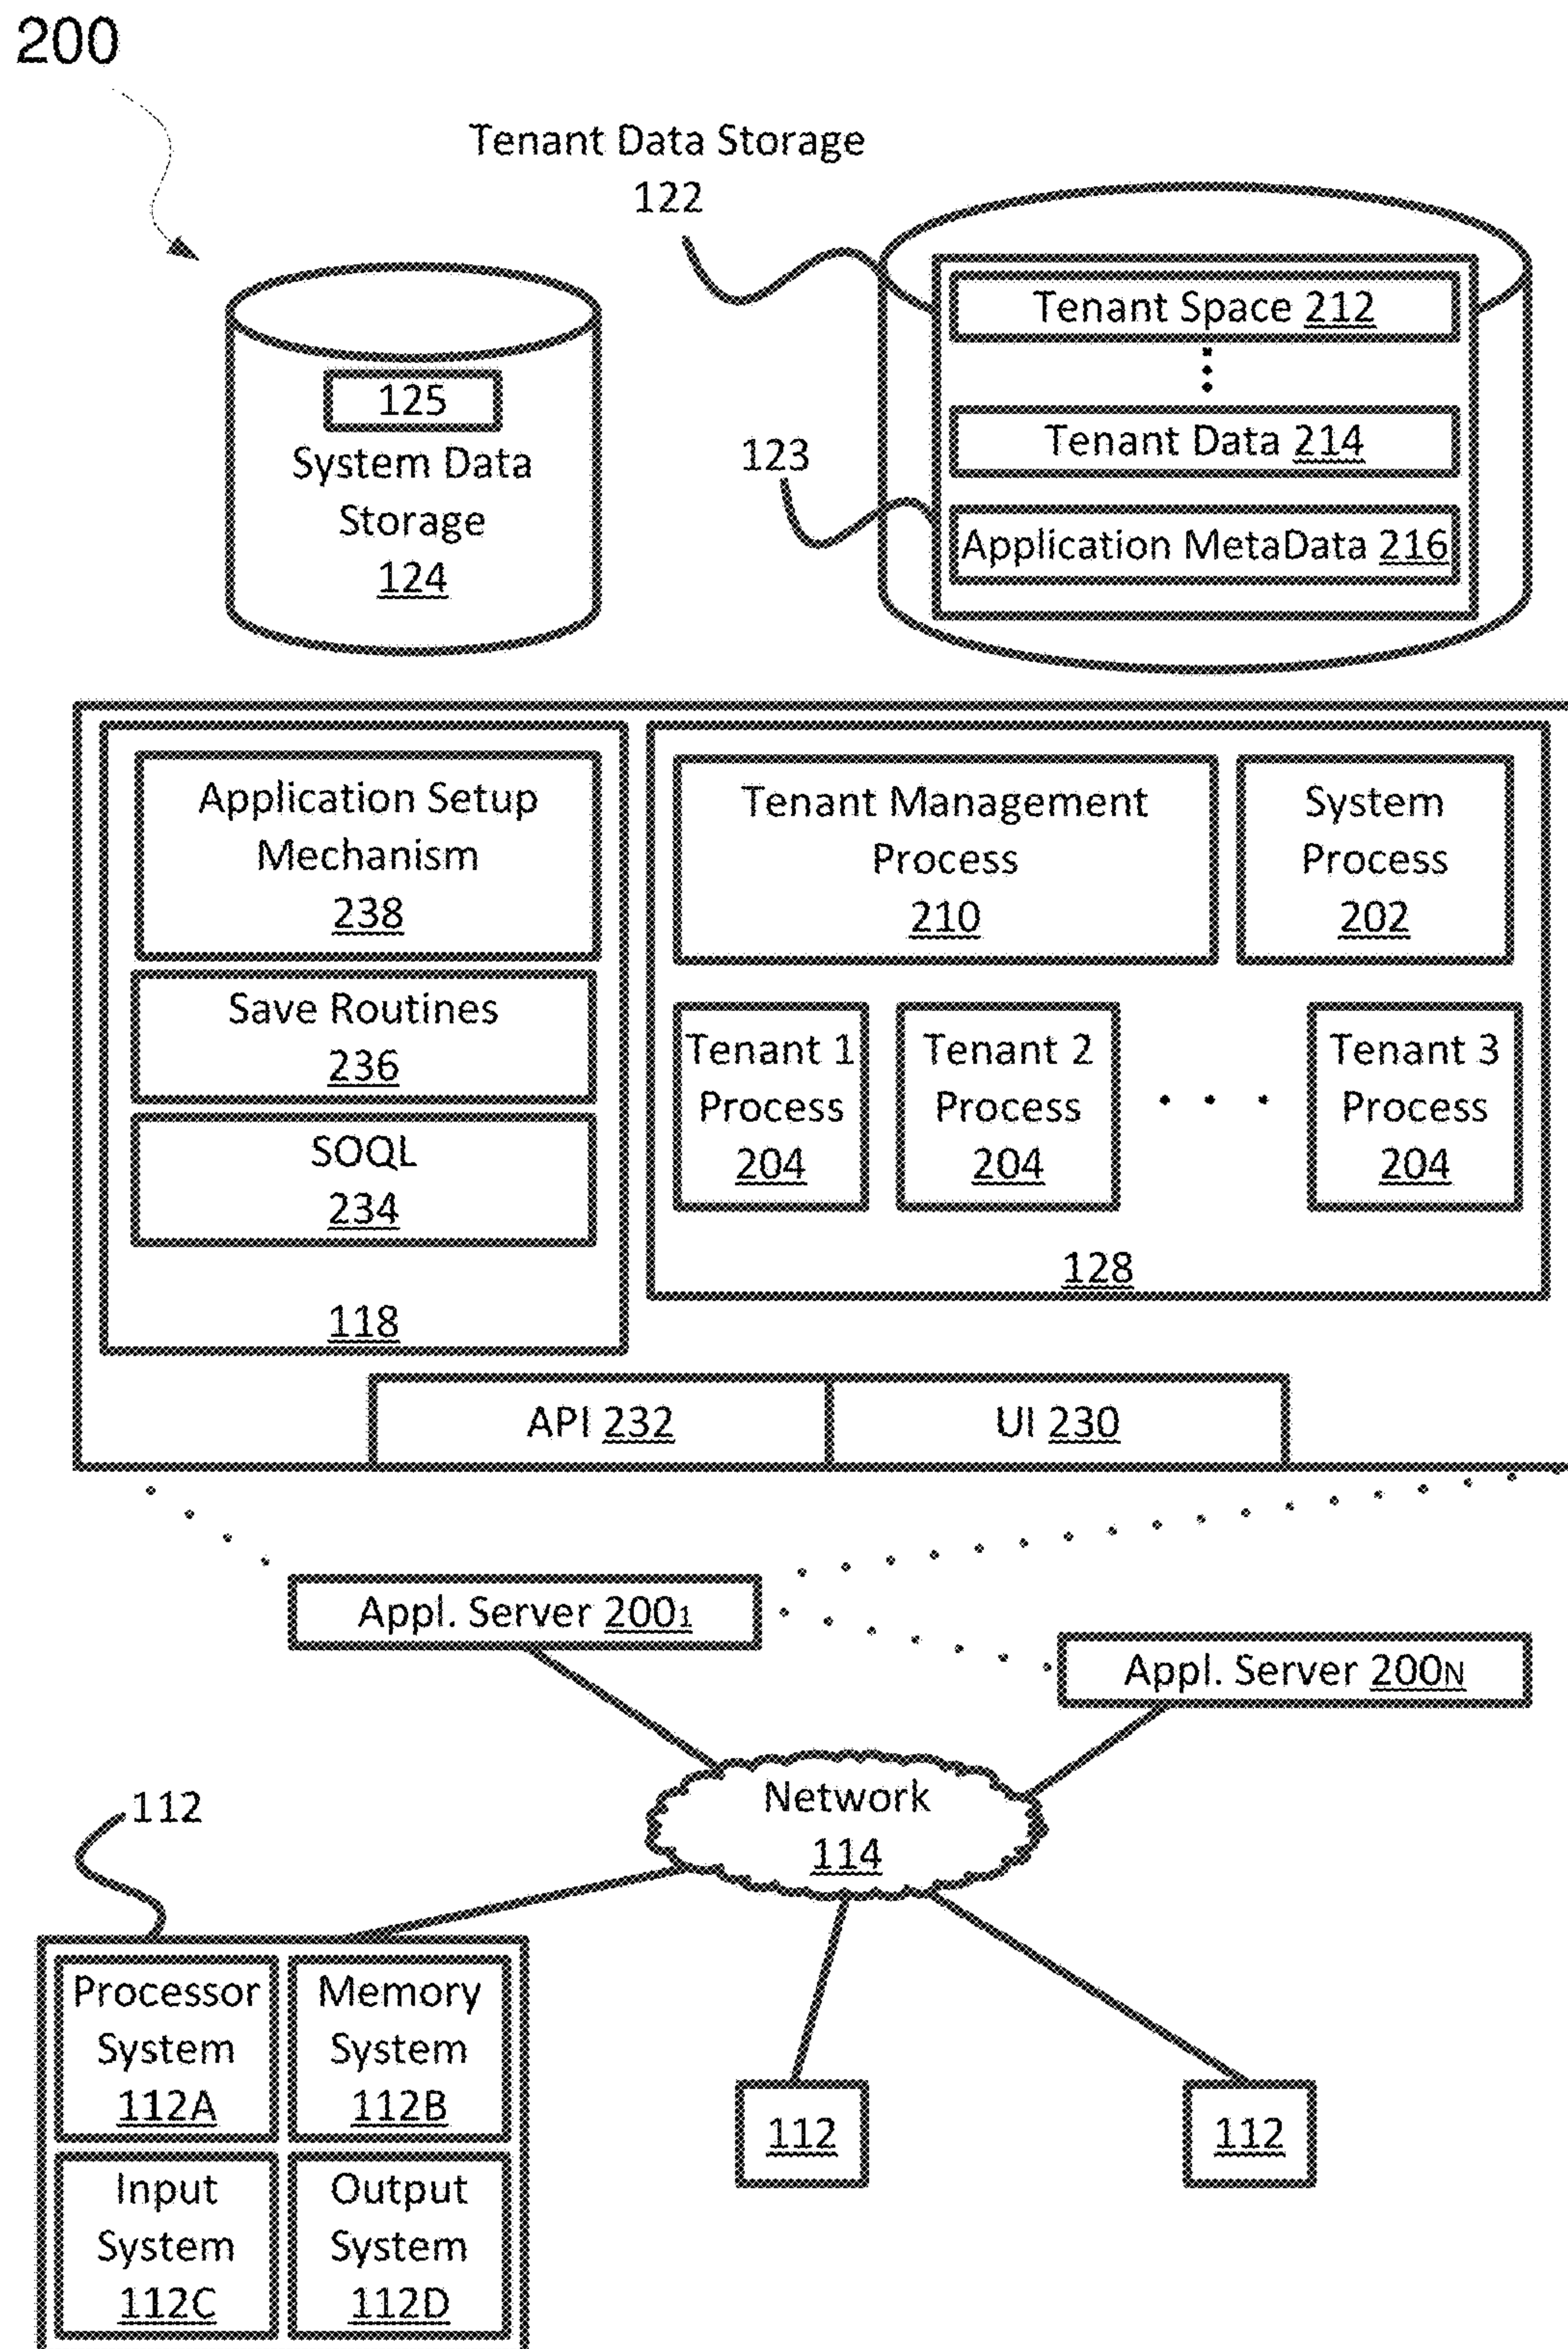 200
Tenant Data Storage
122
Tenant Space 212
125
System Data
Storage
124
Tenant Data 214
123
Application MetaData 216
Application Setup
Mechanism
238
Save Routines
236
SOQL
234
118
Tenant Management
Process
210
System
Process
202
Tenant 1
Process
204
Tenant 2
Process
204
Tenant 3
Process
204
128
API 232
UI 230
Appl. Server 200₁
Appl. Server 200N
Network
114
112
Processor
System
112A
Memory
System
112B
Input
System
112C
Output
System
112D
112
112